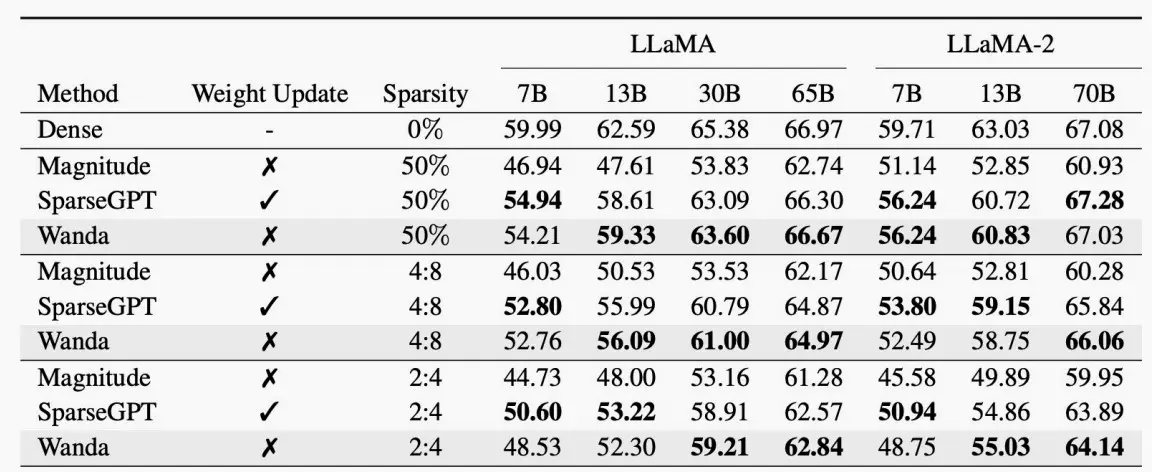 LLaMA LLaMA-2
Method Weight Update Sparsity 7B 13B 30B 65B 7B 13B 70B
Dense - 0% 59.99 62.59 65.38 66.97 59.71 63.03 67.08
Magnitude ✗ 50% 46.94 47.61 53.83 62.74 51.14 52.85 60.93
SparseGPT ✓ 50% 54.94 58.61 63.09 66.30 56.24 60.72 67.28
Wanda ✗ 50% 54.21 59.33 63.60 66.67 56.24 60.83 67.03
Magnitude ✗ 4:8 46.03 50.53 53.53 62.17 50.64 52.81 60.28
SparseGPT ✓ 4:8 52.80 55.99 60.79 64.87 53.80 59.15 65.84
Wanda ✗ 4:8 52.76 56.09 61.00 64.97 52.49 58.75 66.06
Magnitude ✗ 2:4 44.73 48.00 53.16 61.28 45.58 49.89 59.95
SparseGPT ✓ 2:4 50.60 53.22 58.91 62.57 50.94 54.86 63.89
Wanda ✗ 2:4 48.53 52.30 59.21 62.84 48.75 55.03 64.14